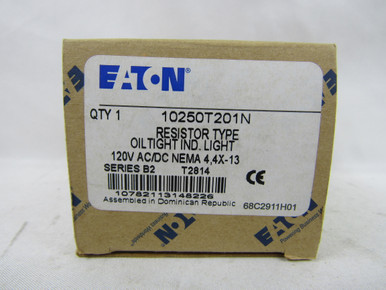 EATON
QTY 1 10250T201N
RESISTOR TYPE
OILTIGHT IND. LIGHT
120V AC/DC NEMA 4,4X-13
SERIES B2 T2814
CE
10782113148226
Assembled in Dominican Republic
68C2911H01
EATON